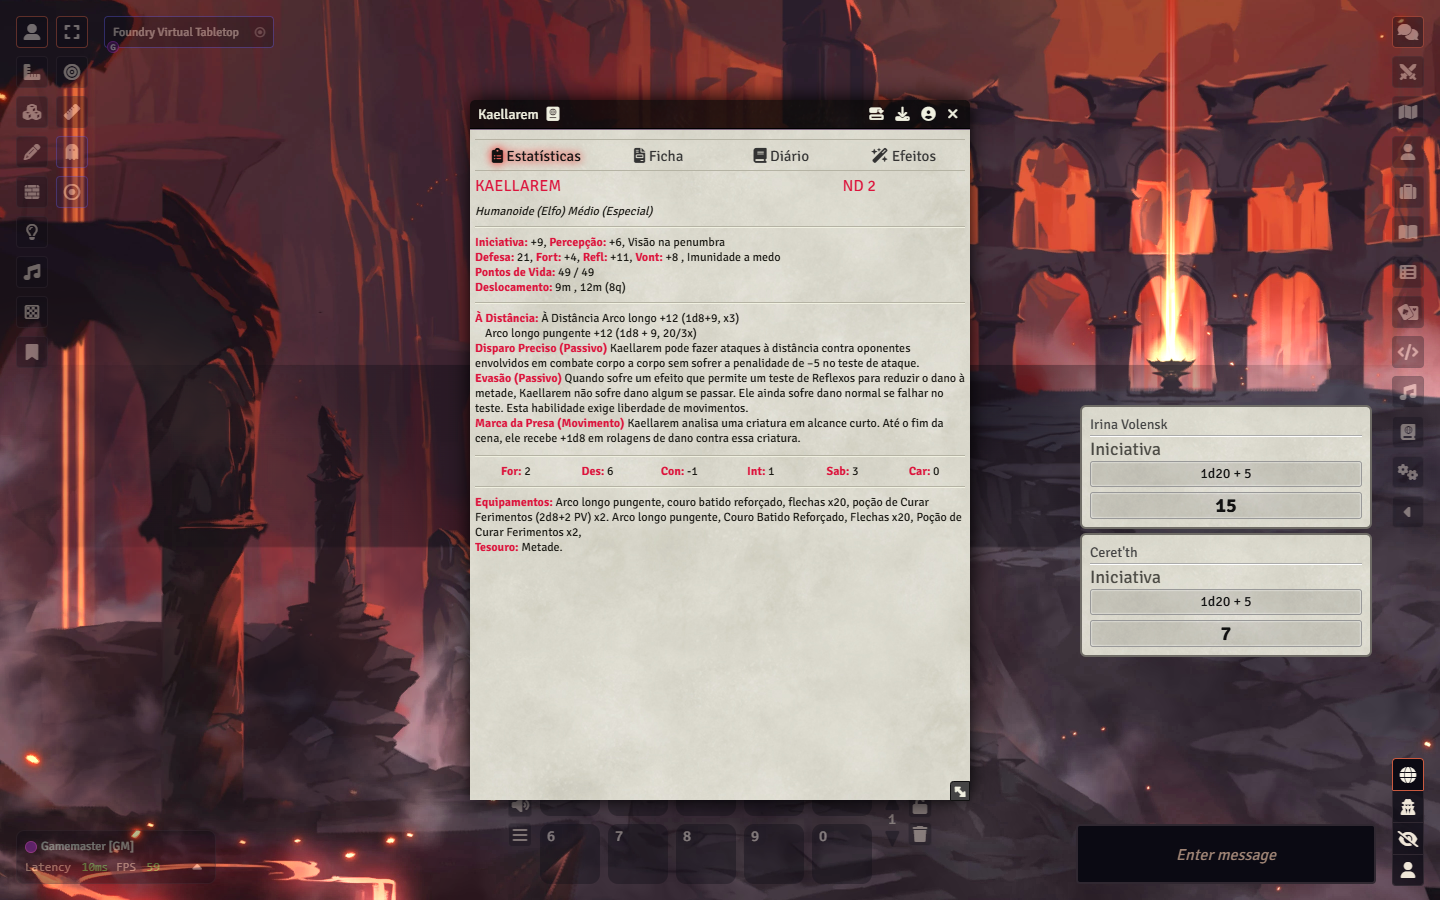 Foundry Virtual Tabletop
G
Kaellarem
Estatísticas
Ficha
Diário
Efeitos
KAELLAREM
ND 2
Humanoide (Elfo) Médio (Especial)
Iniciativa: +9, Percepção: +6, Visão na penumbra
Defesa: 21, Fort: +4, Refl: +11, Vont: +8 , Imunidade a medo
Pontos de Vida: 49 / 49
Deslocamento: 9m , 12m (8q)
À Distância: À Distância Arco longo +12 (1d8+9, x3)
Arco longo pungente +12 (1d8 + 9, 20/3x)
Disparo Preciso (Passivo) Kaellarem pode fazer ataques à distância contra oponentes
envolvidos em combate corpo a corpo sem sofrer a penalidade de −5 no teste de ataque.
Evasão (Passivo) Quando sofre um efeito que permite um teste de Reflexos para reduzir o dano à
metade, Kaellarem não sofre dano algum se passar. Ele ainda sofre dano normal se falhar no
teste. Esta habilidade exige liberdade de movimentos.
Marca da Presa (Movimento) Kaellarem analisa uma criatura em alcance curto. Até o fim da
cena, ele recebe +1d8 em rolagens de dano contra essa criatura.
For: 2
Des: 6
Con: -1
Int: 1
Sab: 3
Car: 0
Equipamentos: Arco longo pungente, couro batido reforçado, flechas x20, poção de Curar
Ferimentos (2d8+2 PV) x2. Arco longo pungente, Couro Batido Reforçado, Flechas x20, Poção de
Curar Ferimentos x2,
Tesouro: Metade.
Irina Volensk
Iniciativa
1d20 + 5
15
Ceret'th
Iniciativa
1d20 + 5
7
6
7
8
9
0
1
Gamemaster [GM]
Latency 10ms FPS 59
Enter message